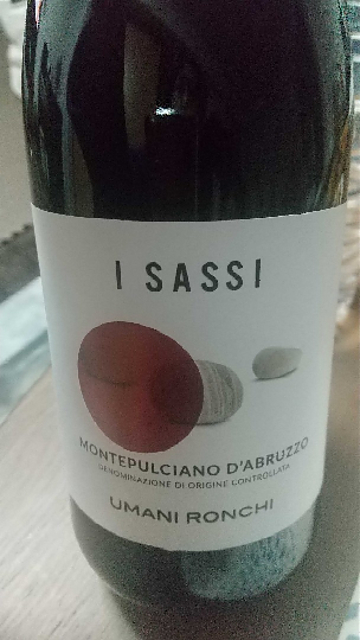 I SASSI
MONTEPULCIANO D'ABRUZZO
DENOMINAZIONE DI ORIGINE CONTROLLATA
UMANI RONCHI